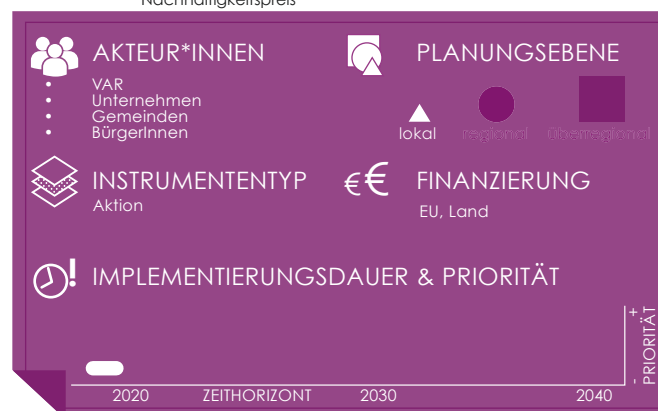 Nachhaltigkeitspreis
AKTEUR*INNEN
• VAR
• Unternehmen
• Gemeinden
• BürgerInnen
PLANUNGSEBENE
lokal regional überregional
INSTRUMENTENTYP
Aktion
€€ FINANZIERUNG
EU, Land
! IMPLEMENTIERUNGSDAUER & PRIORITÄT
- PRIORITÄT +
2020 ZEITHORIZONT 2030 2040